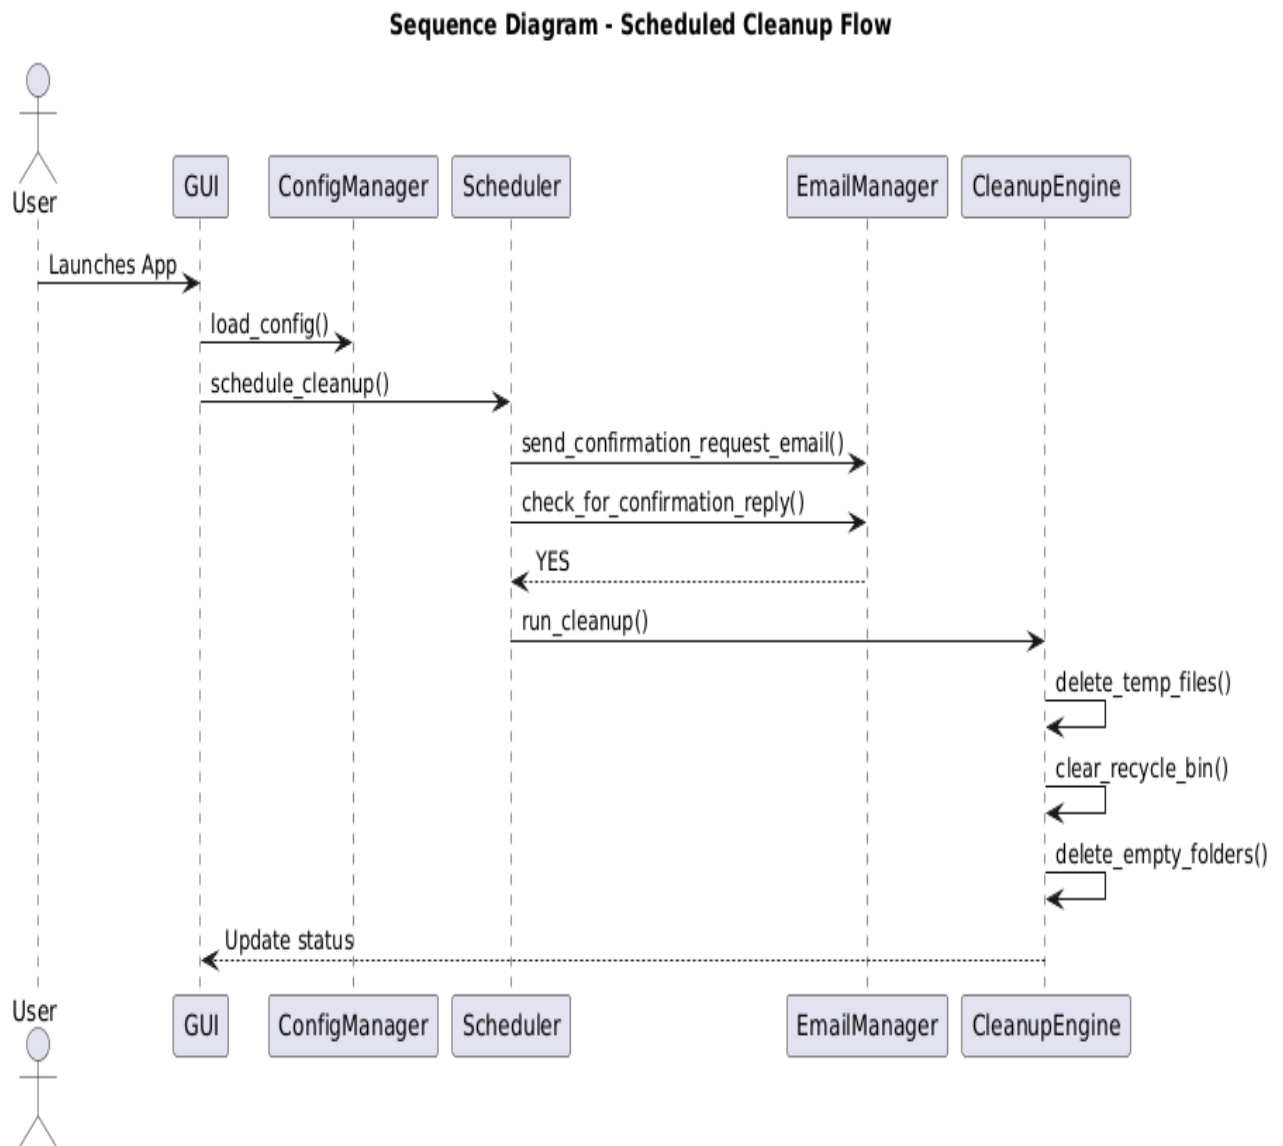 Sequence Diagram - Scheduled Cleanup Flow
User
GUI
ConfigManager
Scheduler
EmailManager
CleanupEngine
Launches App
load_config()
schedule_cleanup()
send_confirmation_request_email()
check_for_confirmation_reply()
YES
run_cleanup()
delete_temp_files()
clear_recycle_bin()
delete_empty_folders()
Update status
User
GUI
ConfigManager
Scheduler
EmailManager
CleanupEngine